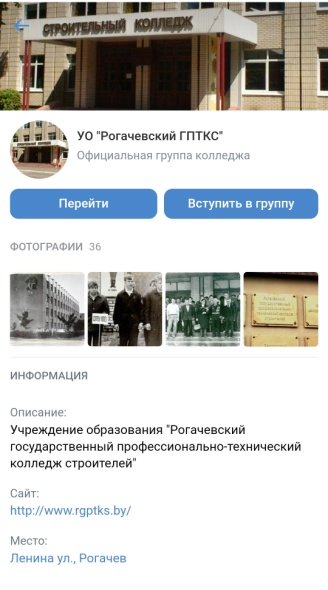 СТРОИТЕЛЬНЫЙ КОЛЛЕДЖ
УО "Рогачевский ГПТКС"
Официальная группа колледжа
Перейти
Вступить в группу
ФОТОГРАФИИ 36
ИНФОРМАЦИЯ
Описание:
Учреждение образования "Рогачевский
государственный профессионально-технический
колледж строителей"
Сайт:
http://www.rgptks.by/
Место:
Ленина ул., Рогачев